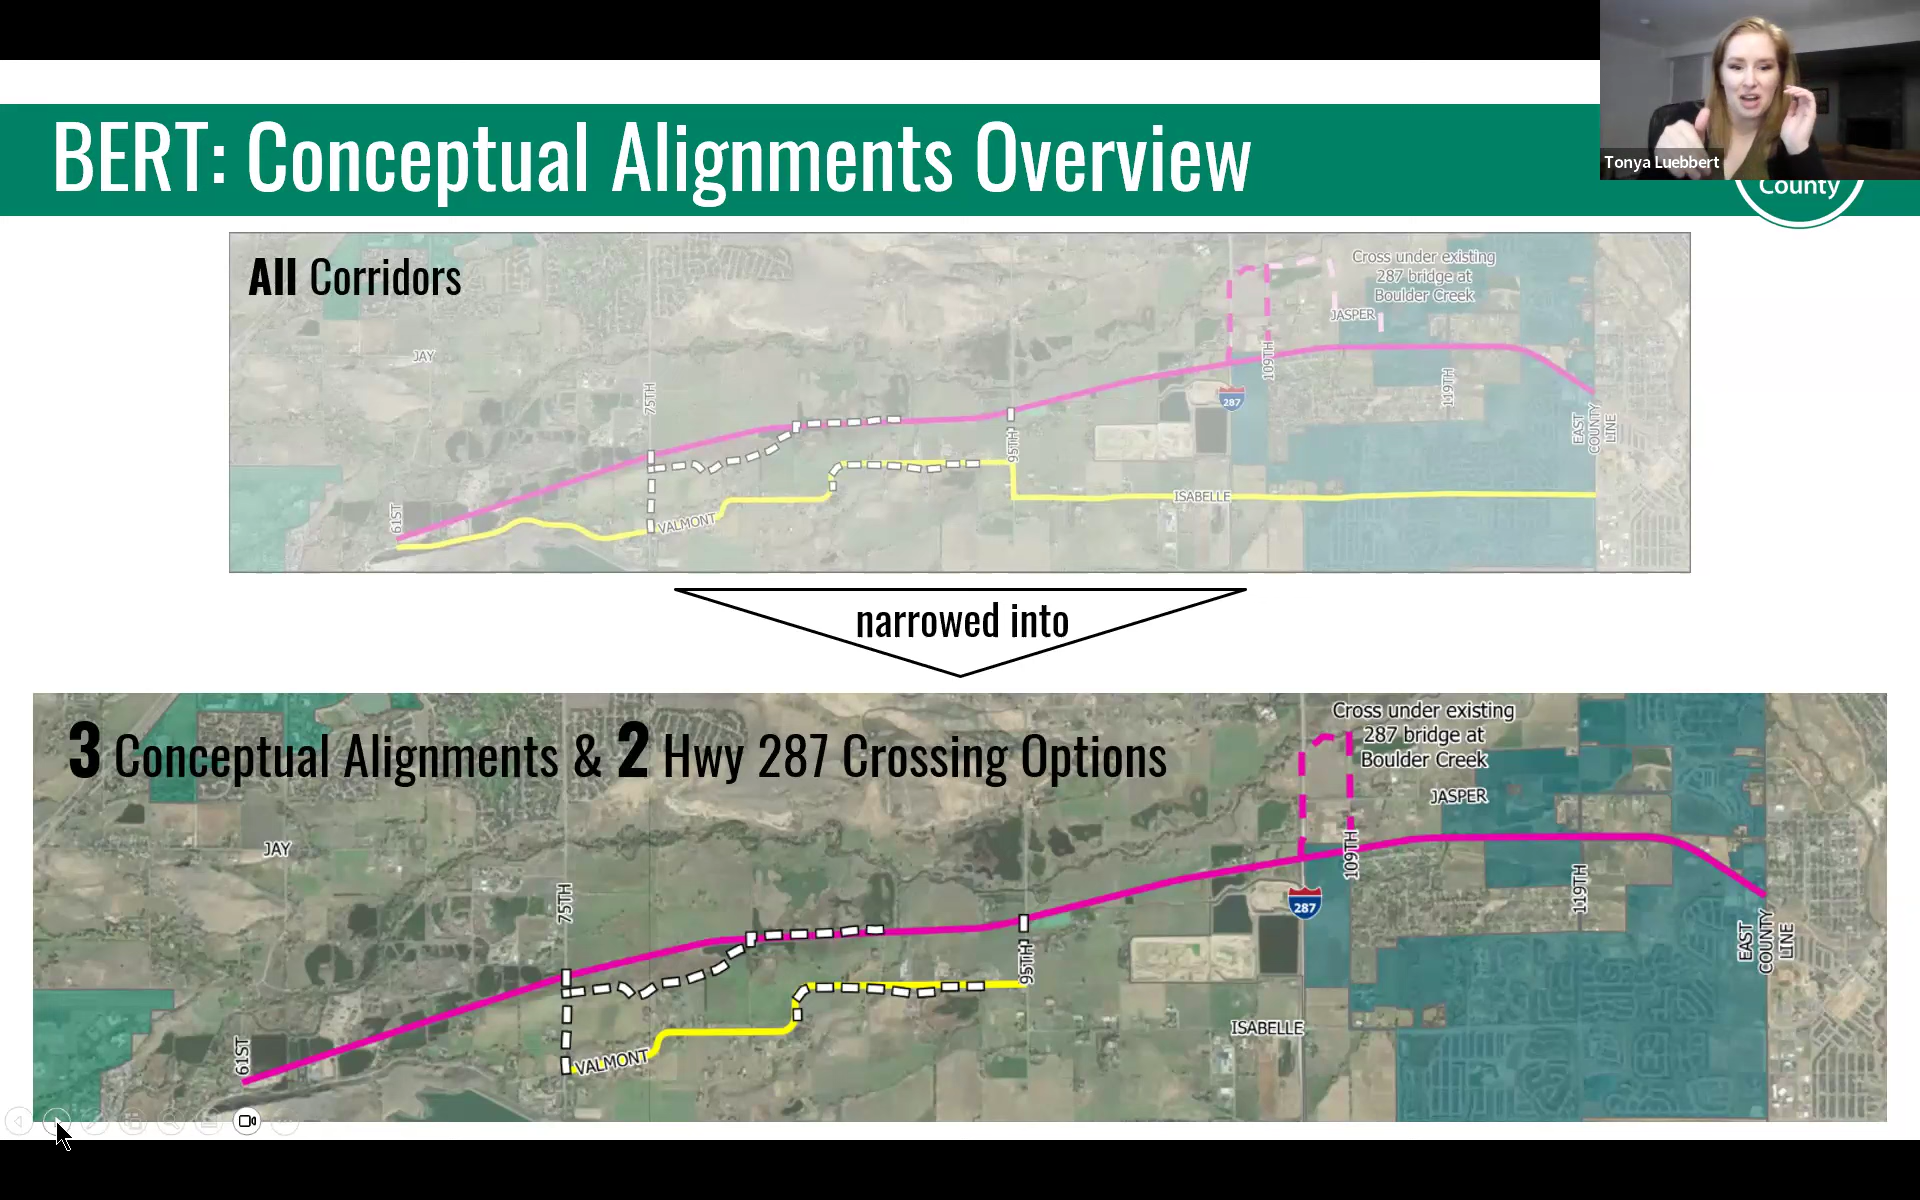 BERT: Conceptual Alignments Overview
Tonya Luebbert
County
All Corridors
Cross under existing
287 bridge at
Boulder Creek
JASPER
JAY
75TH
109TH
119TH
287
EAST
COUNTY
LINE
95TH
ISABELLE
61ST
VALMONT
narrowed into
3 Conceptual Alignments & 2 Hwy 287 Crossing Options
Cross under existing
287 bridge at
Boulder Creek
JASPER
JAY
109TH
75TH
119TH
287
EAST
COUNTY
LINE
95TH
ISABELLE
61ST
VALMONT